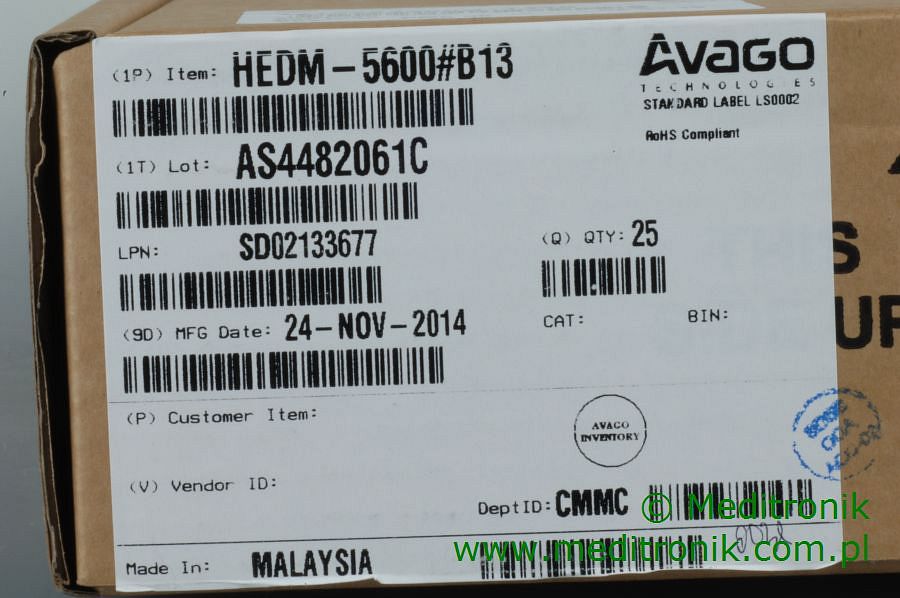 (1P) Item: HEDM-5600#B13
AVAGO
TECHNOLOGIES
STANDARD LABEL LS0002
RoHS Compliant
(1T) Lot: AS4482061C
LPN: SD02133677
(Q) QTY: 25
(9D) MFG Date: 24-NOV-2014
CAT:
BIN:
(P) Customer Item:
AVAGO
INVENTORY
(V) Vendor ID:
DeptID: CMMC
© Meditronik
www.meditronik.com.pl
Made In: MALAYSIA